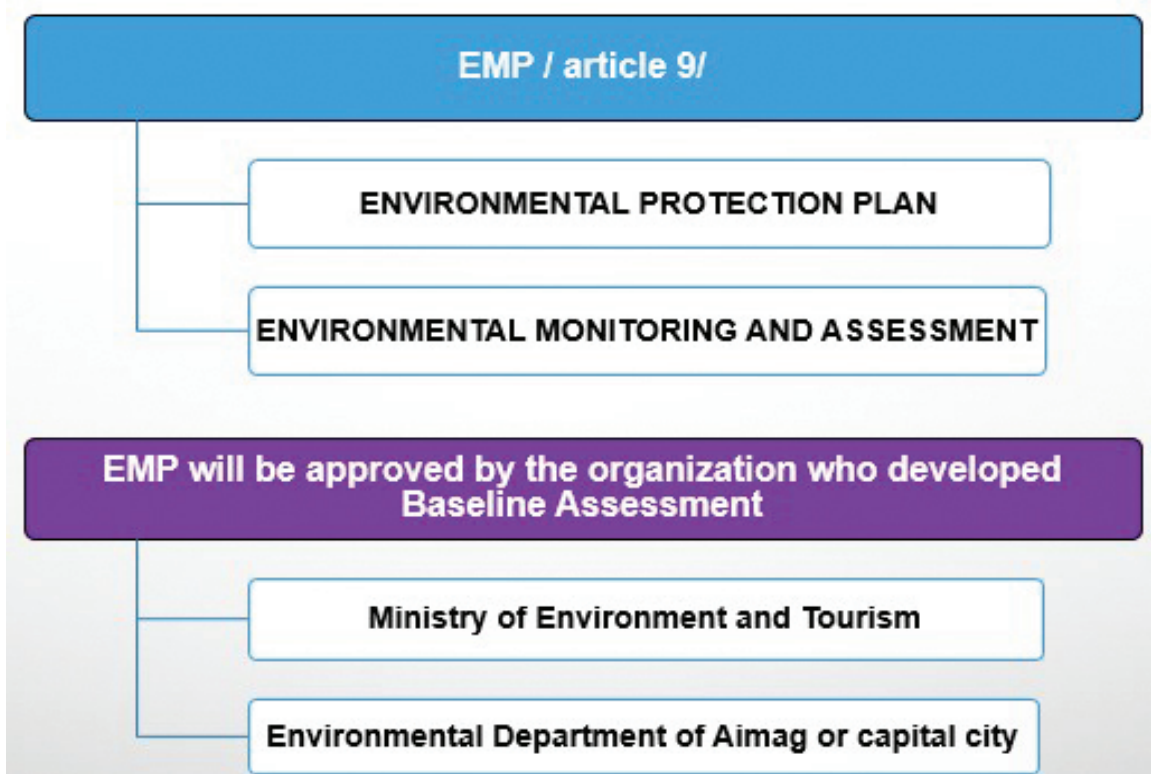 EMP / article 9/
ENVIRONMENTAL PROTECTION PLAN
ENVIRONMENTAL MONITORING AND ASSESSMENT
EMP will be approved by the organization who developed
Baseline Assessment
Ministry of Environment and Tourism
Environmental Department of Aimag or capital city